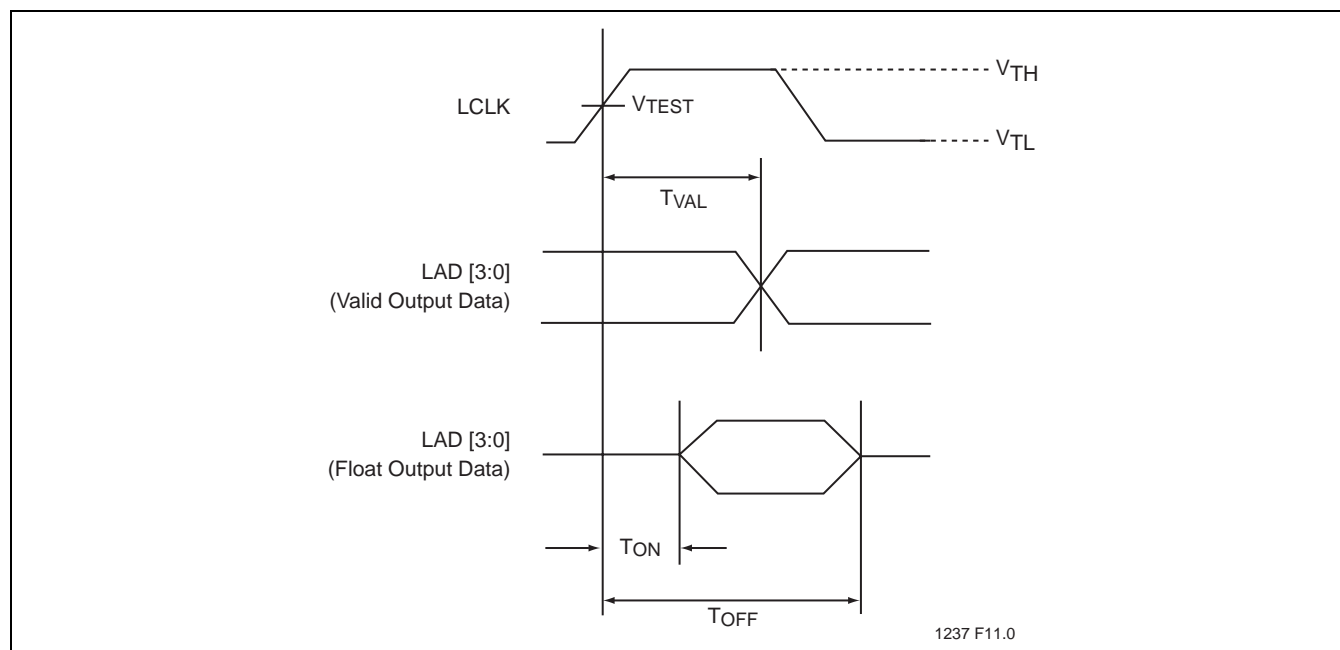 VTH
LCLK
VTEST
VTL
TVAL
LAD [3:0]
(Valid Output Data)
LAD [3:0]
(Float Output Data)
TON
TOFF
1237 F11.0